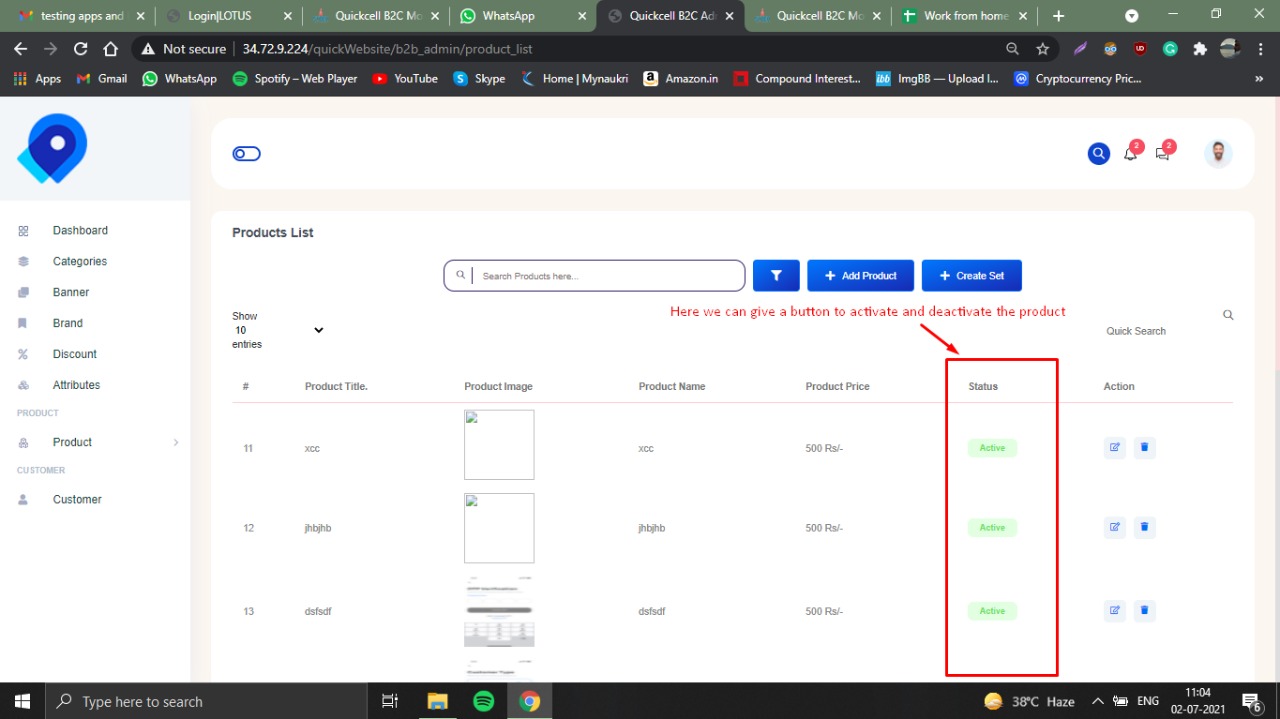 testing apps and
Login|LOTUS
Quickcell B2C Mo
WhatsApp
Quickcell B2C Ad
Quickcell B2C Mo
Work from home
Not secure | 34.72.9.224/quickWebsite/b2b_admin/product_list
Apps Gmail WhatsApp Spotify – Web Player YouTube Skype Home | Mynaukri Amazon.in Compound Interest... ImgBB — Upload I... Cryptocurrency Pric... »
2 2
Dashboard
Categories
Banner
Brand
Discount
Attributes
PRODUCT
Product
CUSTOMER
Customer
Products List
Search Products here...
+ Add Product
+ Create Set
Here we can give a button to activate and deactivate the product
Show
10
entries
Quick Search
# Product Title. Product Image Product Name Product Price Status Action
11 xcc xcc 500 Rs/- Active
12 jhbjhb jhbjhb 500 Rs/- Active
13 dsfsdf dsfsdf 500 Rs/- Active
Type here to search
38°C Haze
ENG
11:04
02-07-2021
6